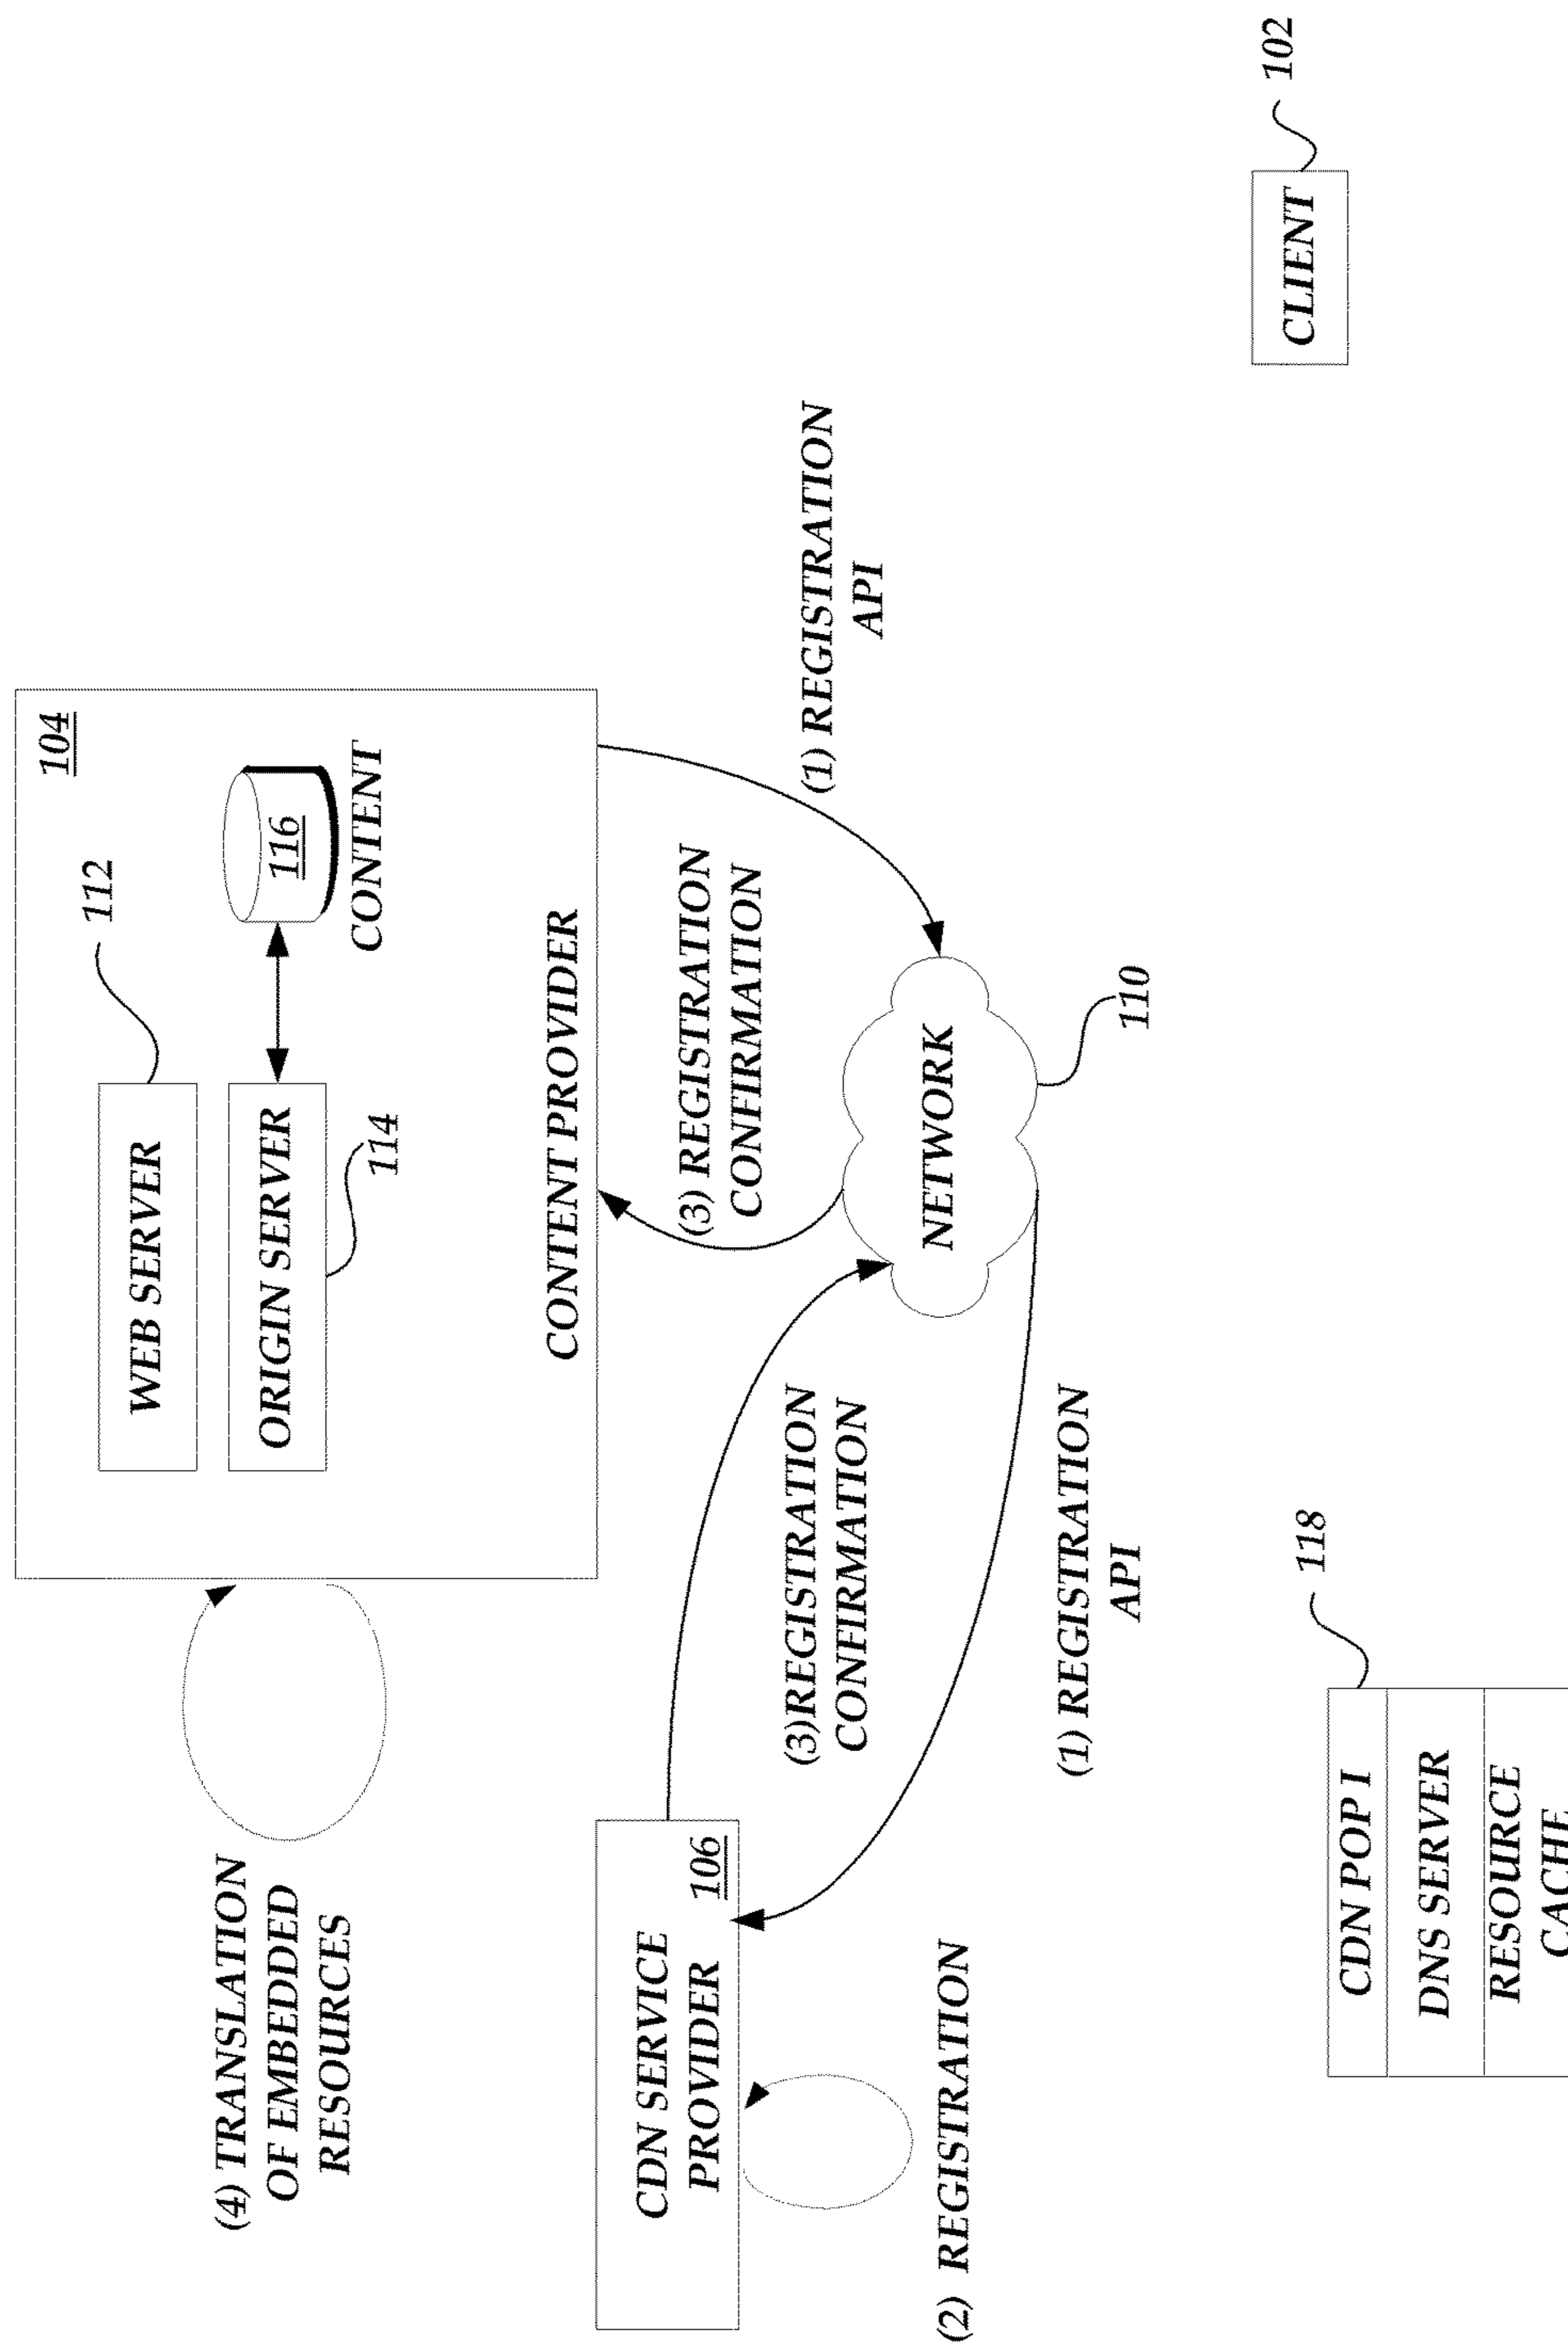 104
112
WEB SERVER
ORIGIN SERVER
116
114
CONTENT
CONTENT PROVIDER
(4) TRANSLATION
OF EMBEDDED
RESOURCES
CDN SERVICE
PROVIDER
106
(3) REGISTRATION
CONFIRMATION
(1) REGISTRATION
API
(3)REGISTRATION
CONFIRMATION
NETWORK
110
(2) REGISTRATION
(1) REGISTRATION
API
CLIENT
102
118
CDN POP I
DNS SERVER
RESOURCE
CACHE